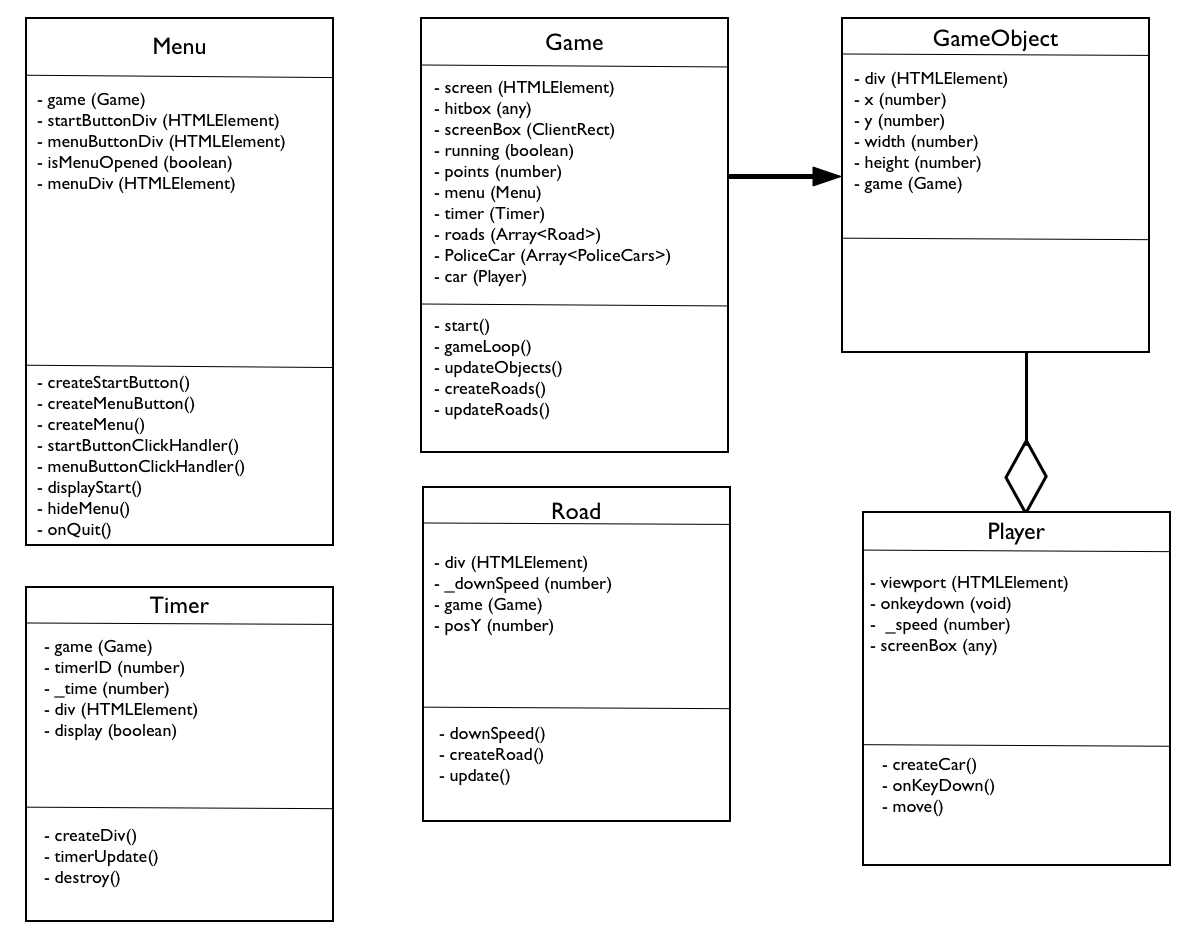 Menu
- game (Game)
- startButtonDiv (HTMLElement)
- menuButtonDiv (HTMLElement)
- isMenuOpened (boolean)
- menuDiv (HTMLElement)
- createStartButton()
- createMenuButton()
- createMenu()
- startButtonClickHandler()
- menuButtonClickHandler()
- displayStart()
- hideMenu()
- onQuit()
Game
- screen (HTMLElement)
- hitbox (any)
- screenBox (ClientRect)
- running (boolean)
- points (number)
- menu (Menu)
- timer (Timer)
- roads (Array<Road>)
- PoliceCar (Array<PoliceCars>)
- car (Player)
- start()
- gameLoop()
- updateObjects()
- createRoads()
- updateRoads()
GameObject
- div (HTMLElement)
- x (number)
- y (number)
- width (number)
- height (number)
- game (Game)
Timer
- game (Game)
- timerID (number)
- _time (number)
- div (HTMLElement)
- display (boolean)
- createDiv()
- timerUpdate()
- destroy()
Road
- div (HTMLElement)
- _downSpeed (number)
- game (Game)
- posY (number)
- downSpeed()
- createRoad()
- update()
Player
- viewport (HTMLElement)
- onkeydown (void)
- _speed (number)
- screenBox (any)
- createCar()
- onKeyDown()
- move()